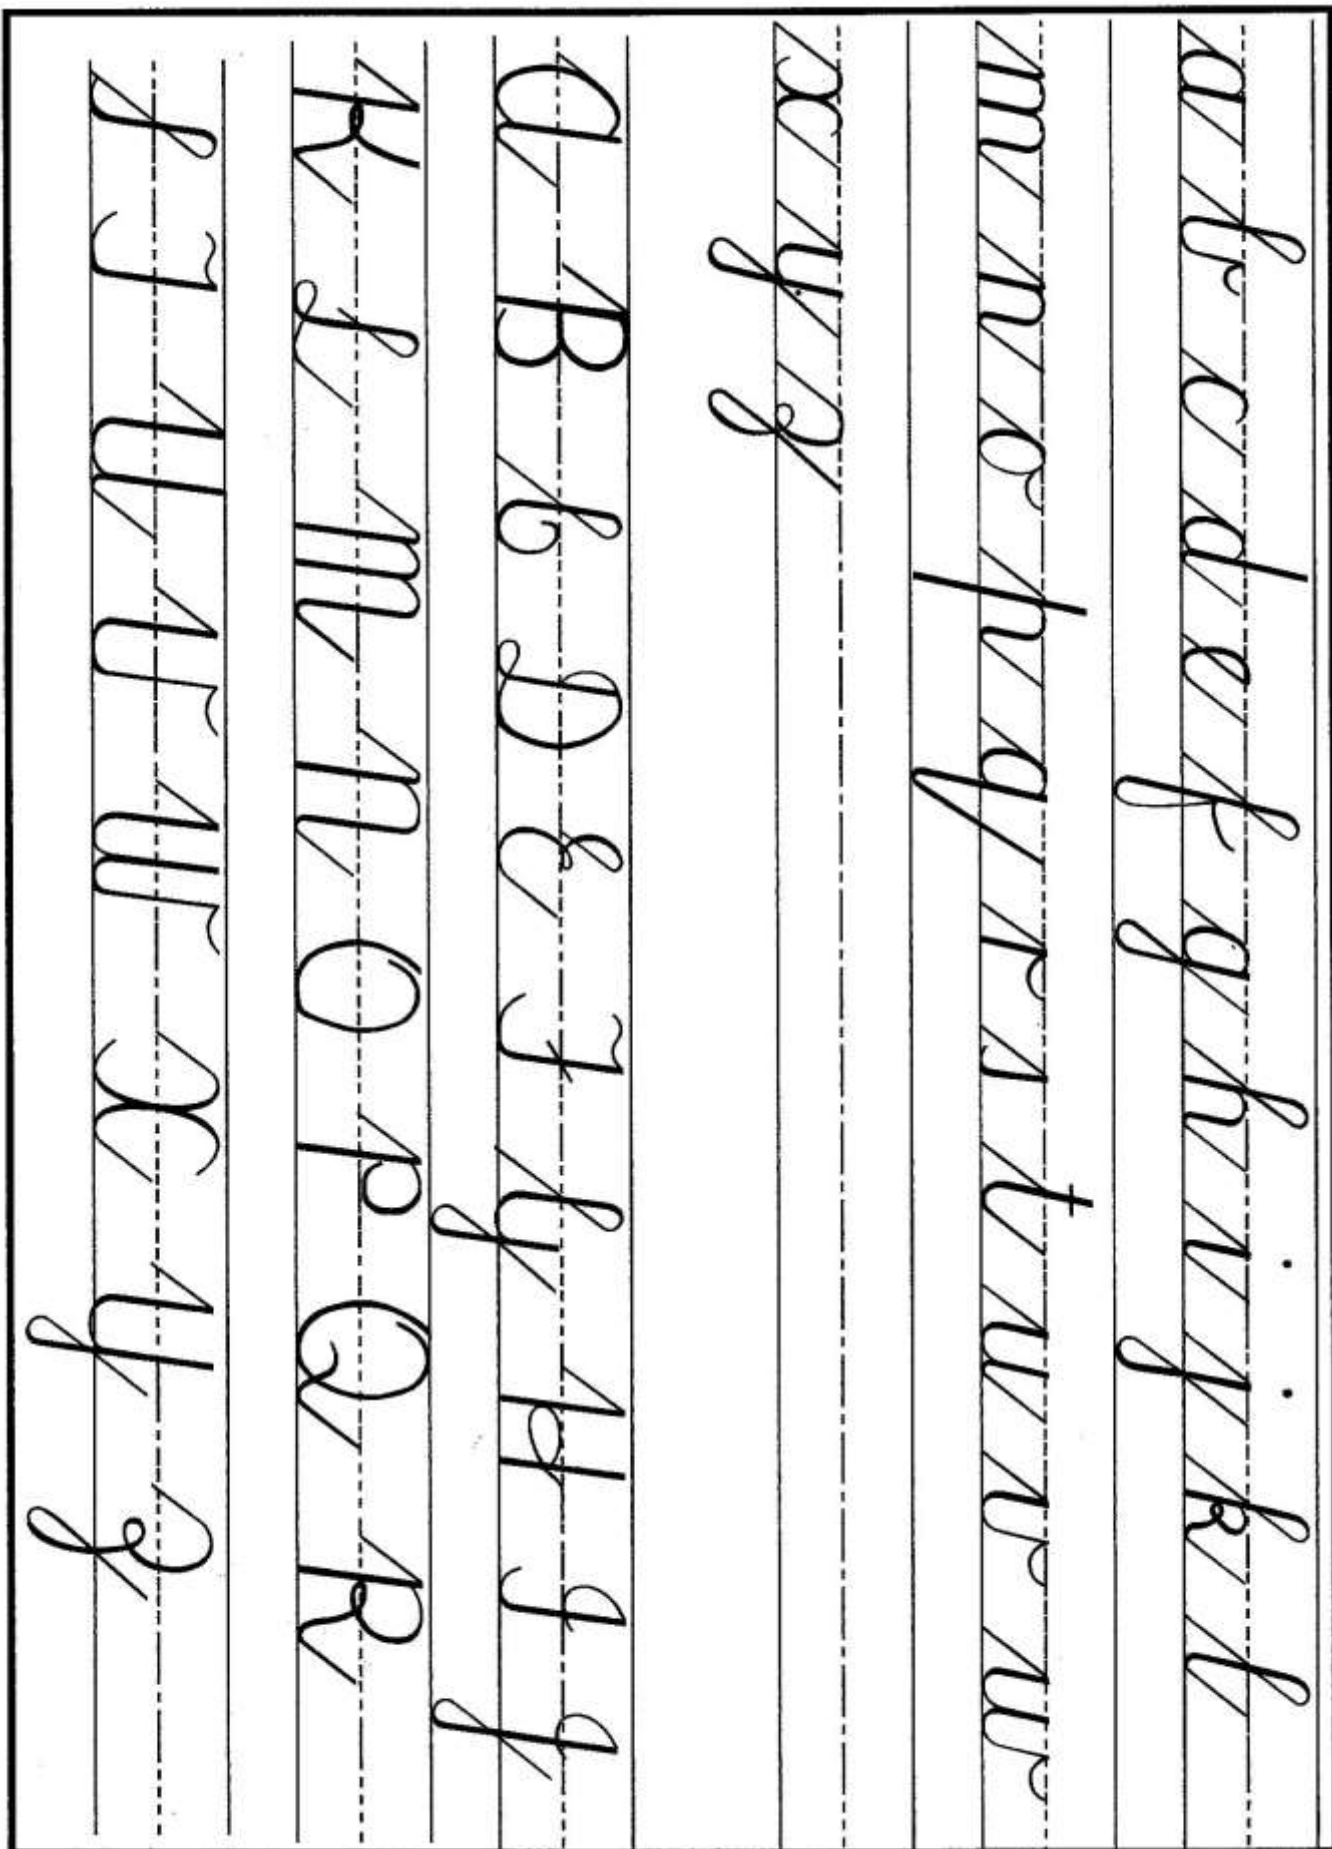 a b c d e f g h i j k l
m n o p q r s t u v w
x y z
A B C D E F G H I J
K L M N O P Q R
S T U V W X Y Z